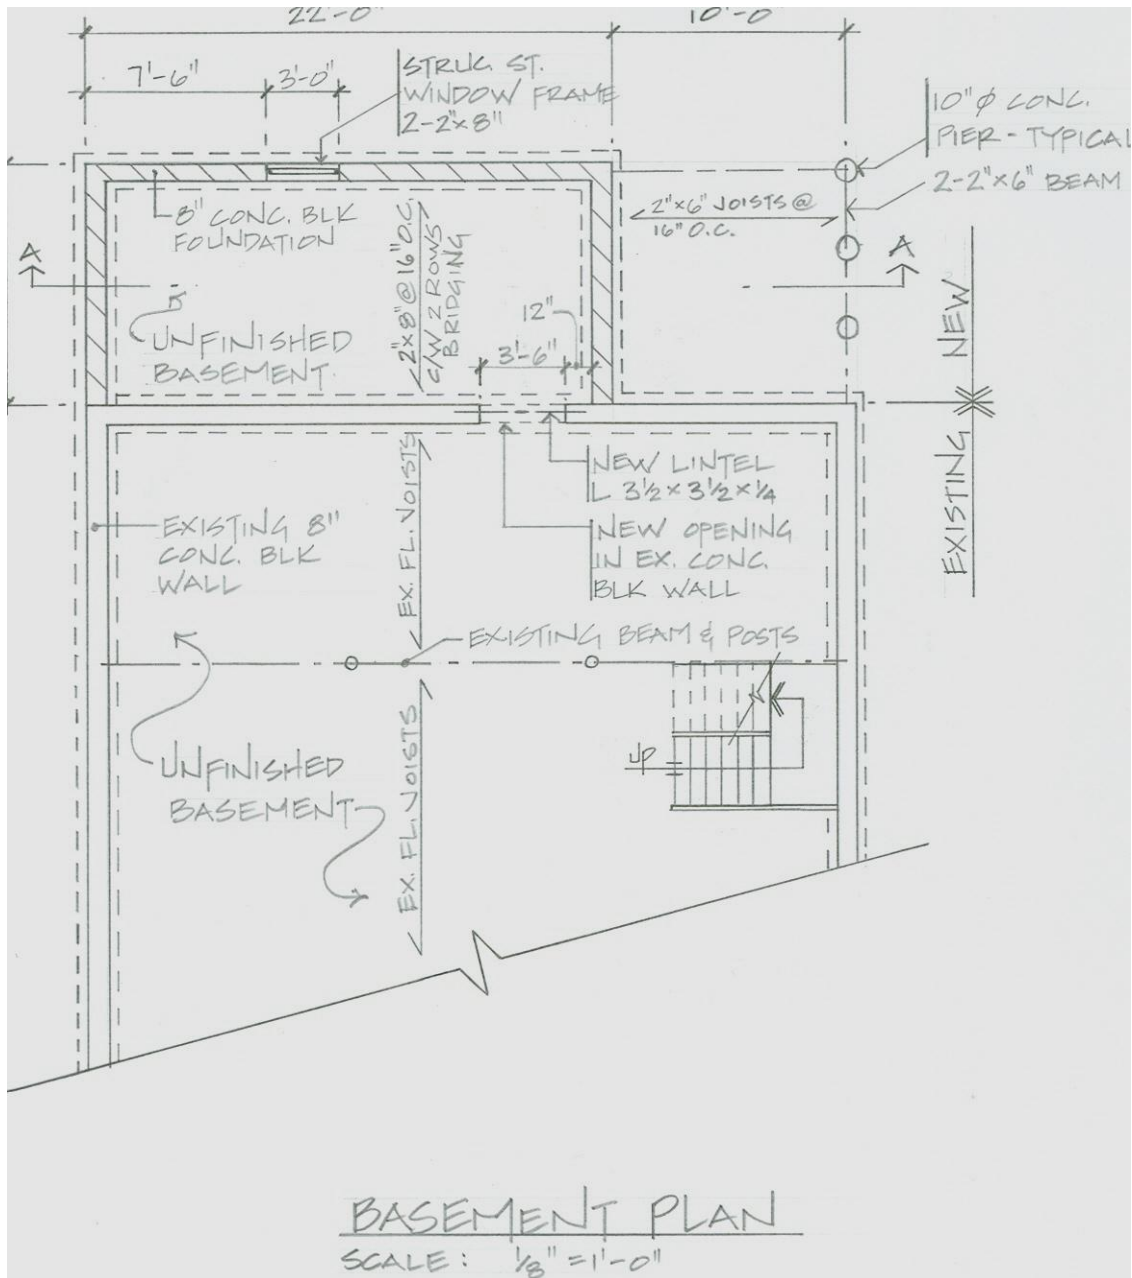 22'-0"
10'-0"
7'-6"
3'-0"
STRUC. ST.
WINDOW FRAME
2-2"x8"
10"⌀ CONC.
PIER - TYPICAL
2-2"x6" BEAM
8" CONC. BLK
FOUNDATION
2"x8"@16"O.C.
C/W 2 ROWS
BRIDGING
2"x6" JOISTS @
16" O.C.
A
A
UNFINISHED
BASEMENT
12"
3'-6"
NEW
EXISTING
NEW LINTEL
L 3½ x 3½ x ¼
NEW OPENING
IN EX. CONC.
BLK WALL
EXISTING 8"
CONC. BLK
WALL
EX. FL. JOISTS
EXISTING BEAM & POSTS
UP
UNFINISHED
BASEMENT
EX. FL. JOISTS
BASEMENT PLAN
SCALE: ⅛" = 1'-0"